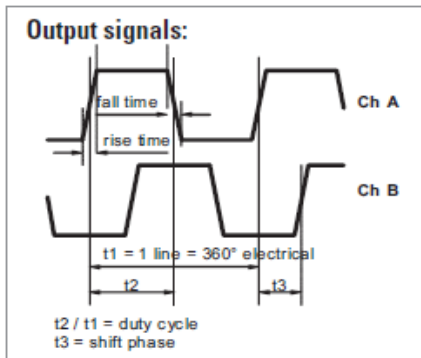 Output signals:
Ch A
fall time
rise time
Ch B
t1 = 1 line = 360° electrical
t2
t3
t2 / t1 = duty cycle
t3 = shift phase